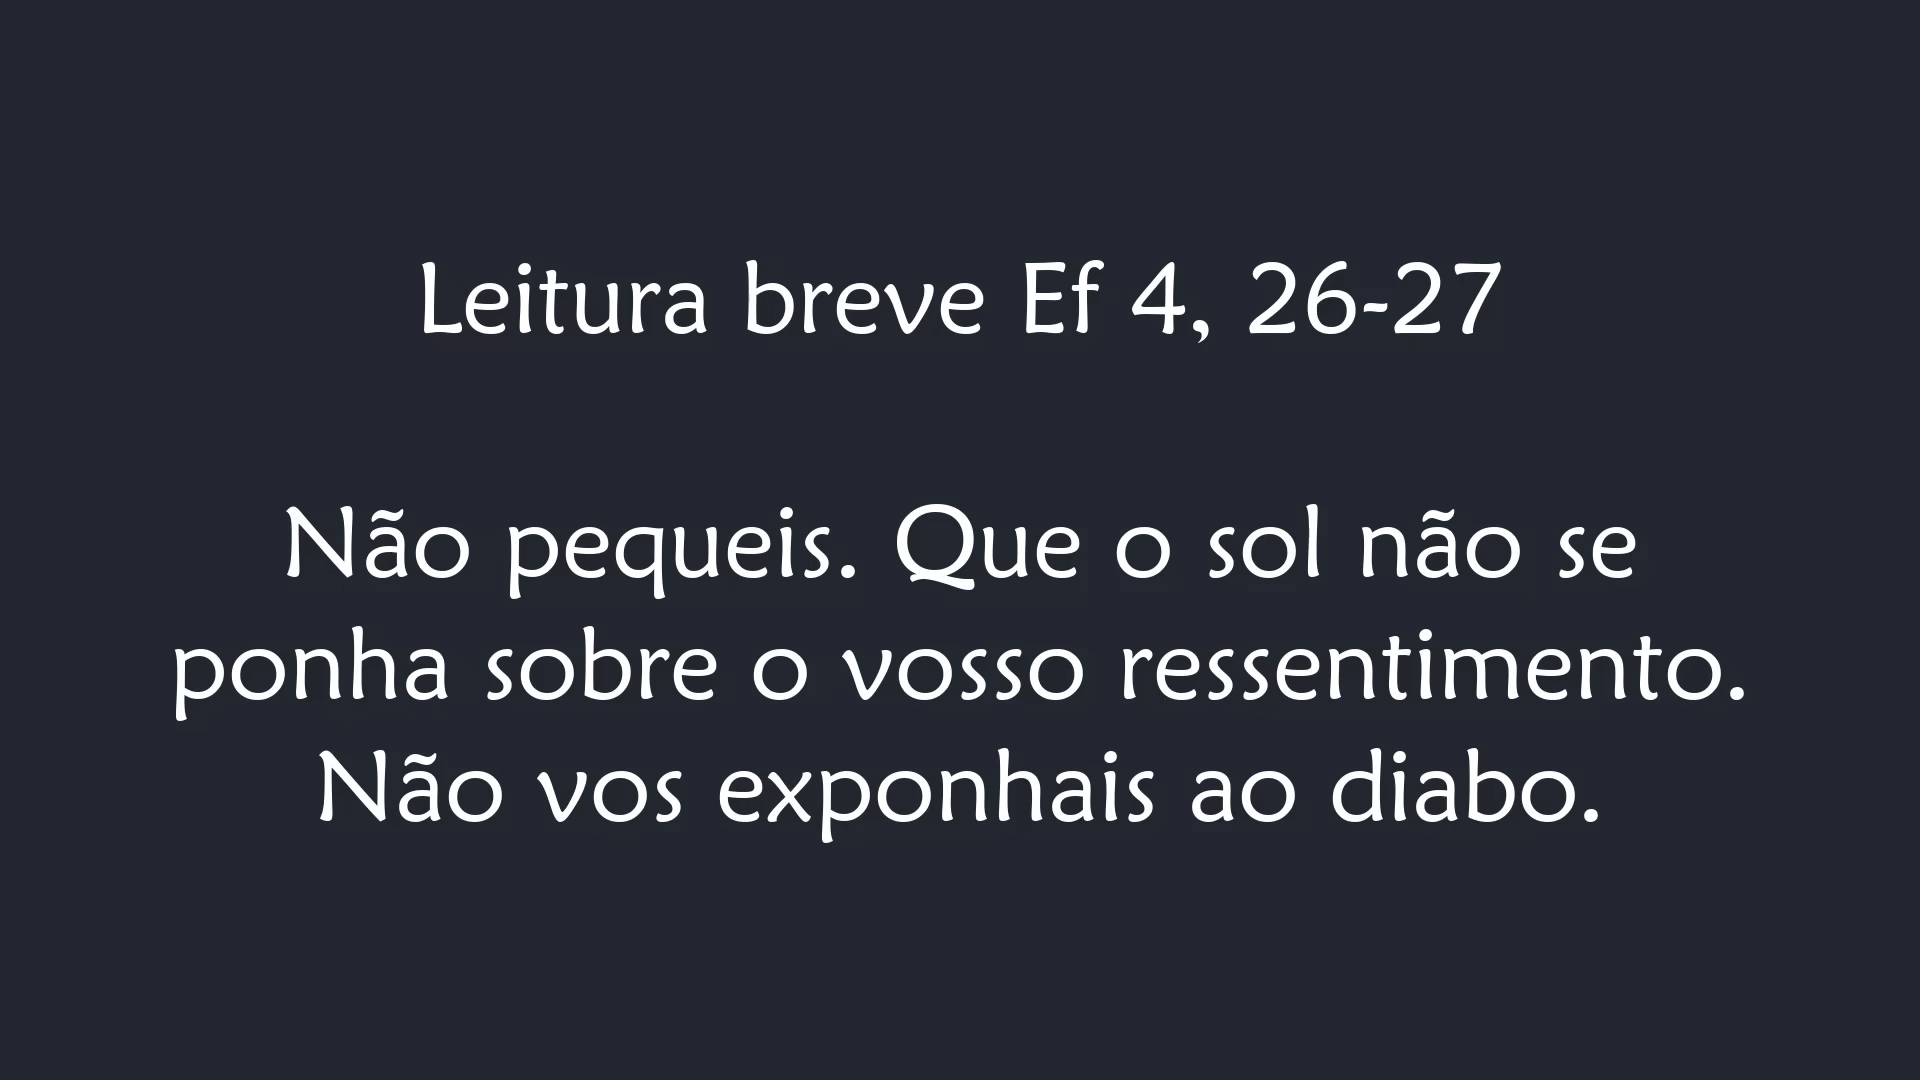 Leitura breve Ef 4, 26-27
Não pequeis. Que o sol não se
ponha sobre o vosso ressentimento.
Não vos exponhais ao diabo.